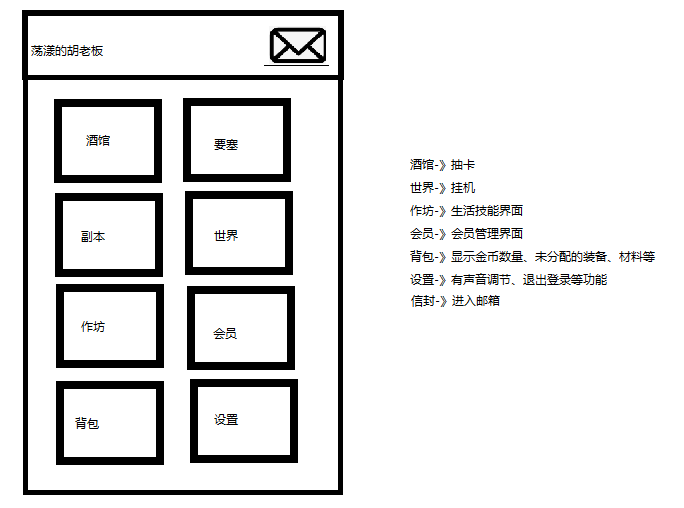 荡漾的胡老板
酒馆
要塞
副本
世界
作坊
会员
背包
设置
酒馆-》抽卡
世界-》挂机
作坊-》生活技能界面
会员-》会员管理界面
背包-》显示金币数量、未分配的装备、材料等
设置-》有声音调节、退出登录等功能
信封-》进入邮箱